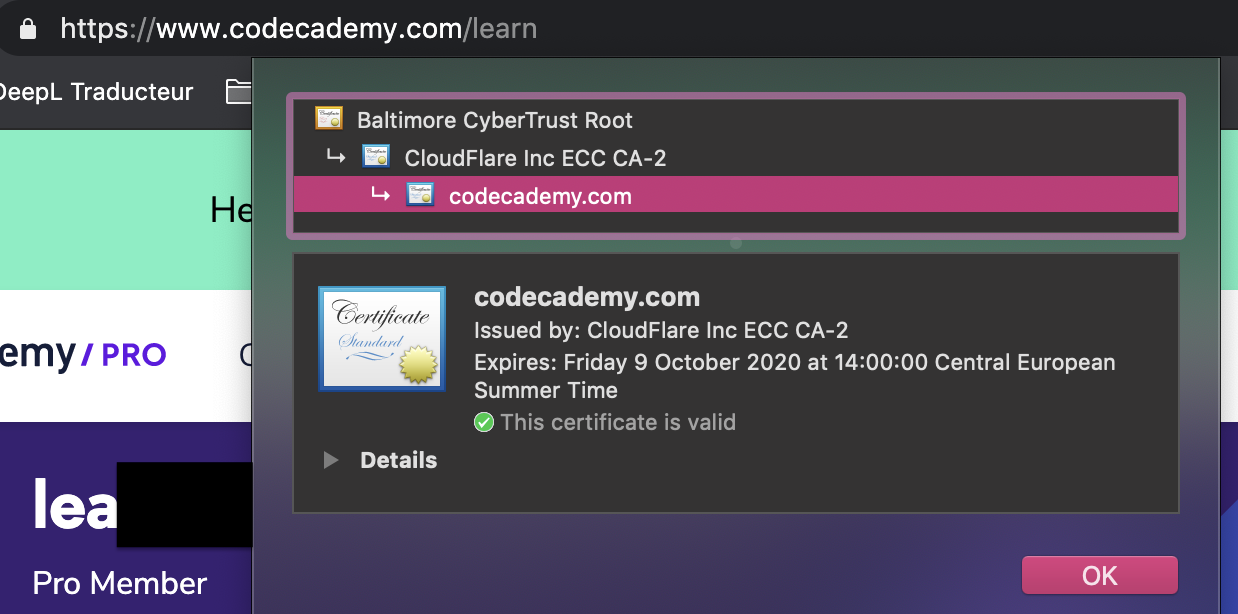 https://www.codecademy.com/learn
DeepL Traducteur
Baltimore CyberTrust Root
CloudFlare Inc ECC CA-2
codecademy.com
He
codecademy.com
Certificate
Standard
Issued by: CloudFlare Inc ECC CA-2
Expires: Friday 9 October 2020 at 14:00:00 Central European
Summer Time
emy / PRO
This certificate is valid
Details
lea
Pro Member
OK